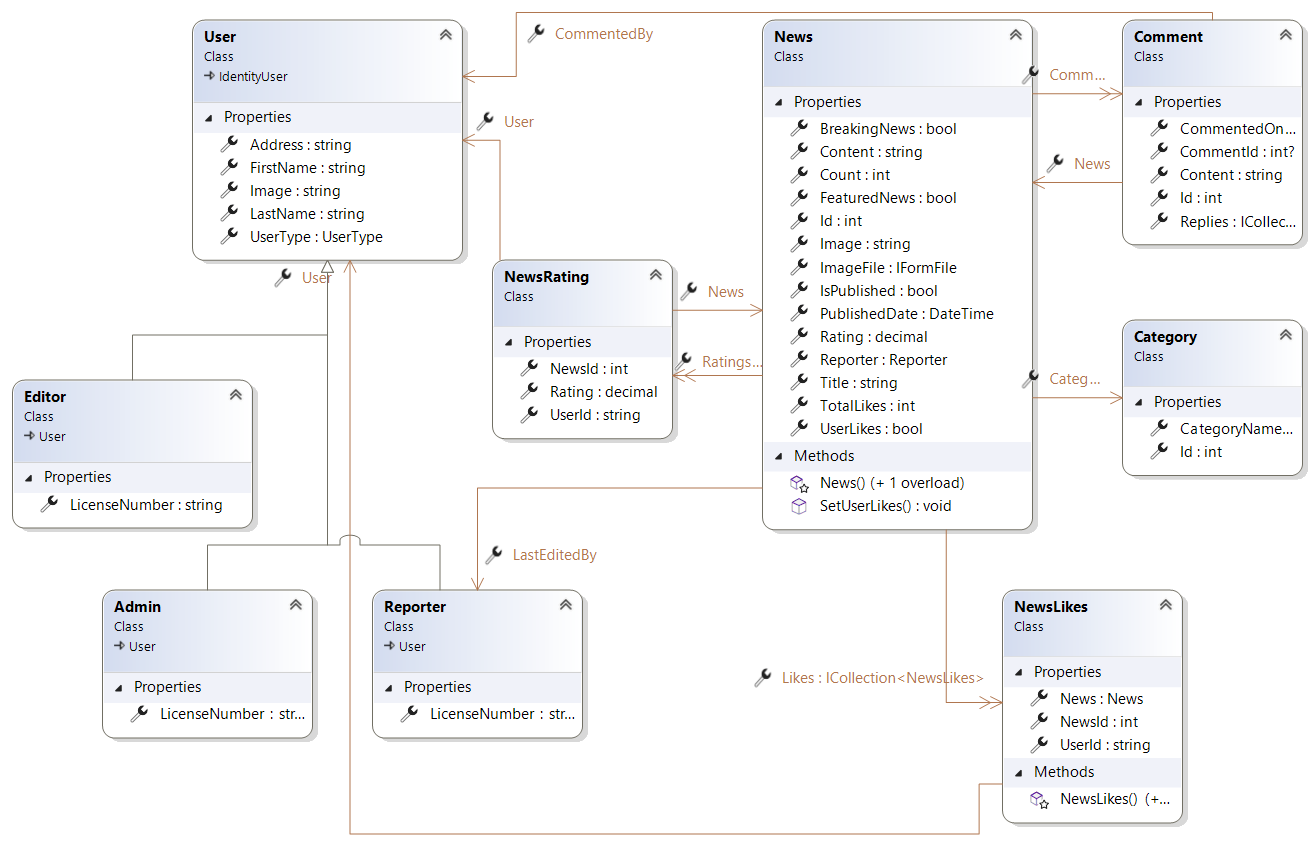 User
Class
IdentityUser
Properties
Address : string
FirstName : string
Image : string
LastName : string
UserType : UserType
CommentedBy
User
User
News
Class
Properties
BreakingNews : bool
Content : string
Count : int
FeaturedNews : bool
Id : int
Image : string
ImageFile : IFormFile
IsPublished : bool
PublishedDate : DateTime
Rating : decimal
Reporter : Reporter
Title : string
TotalLikes : int
UserLikes : bool
Methods
News() (+ 1 overload)
SetUserLikes() : void
Comm...
News
Comment
Class
Properties
CommentedOn...
CommentId : int?
Content : string
Id : int
Replies : ICollec...
NewsRating
Class
Properties
NewsId : int
Rating : decimal
UserId : string
News
Ratings...
Categ...
Category
Class
Properties
CategoryName...
Id : int
Editor
Class
User
Properties
LicenseNumber : string
LastEditedBy
Admin
Class
User
Properties
LicenseNumber : str...
Reporter
Class
User
Properties
LicenseNumber : str...
Likes : ICollection<NewsLikes>
NewsLikes
Class
Properties
News : News
NewsId : int
UserId : string
Methods
NewsLikes() (+...